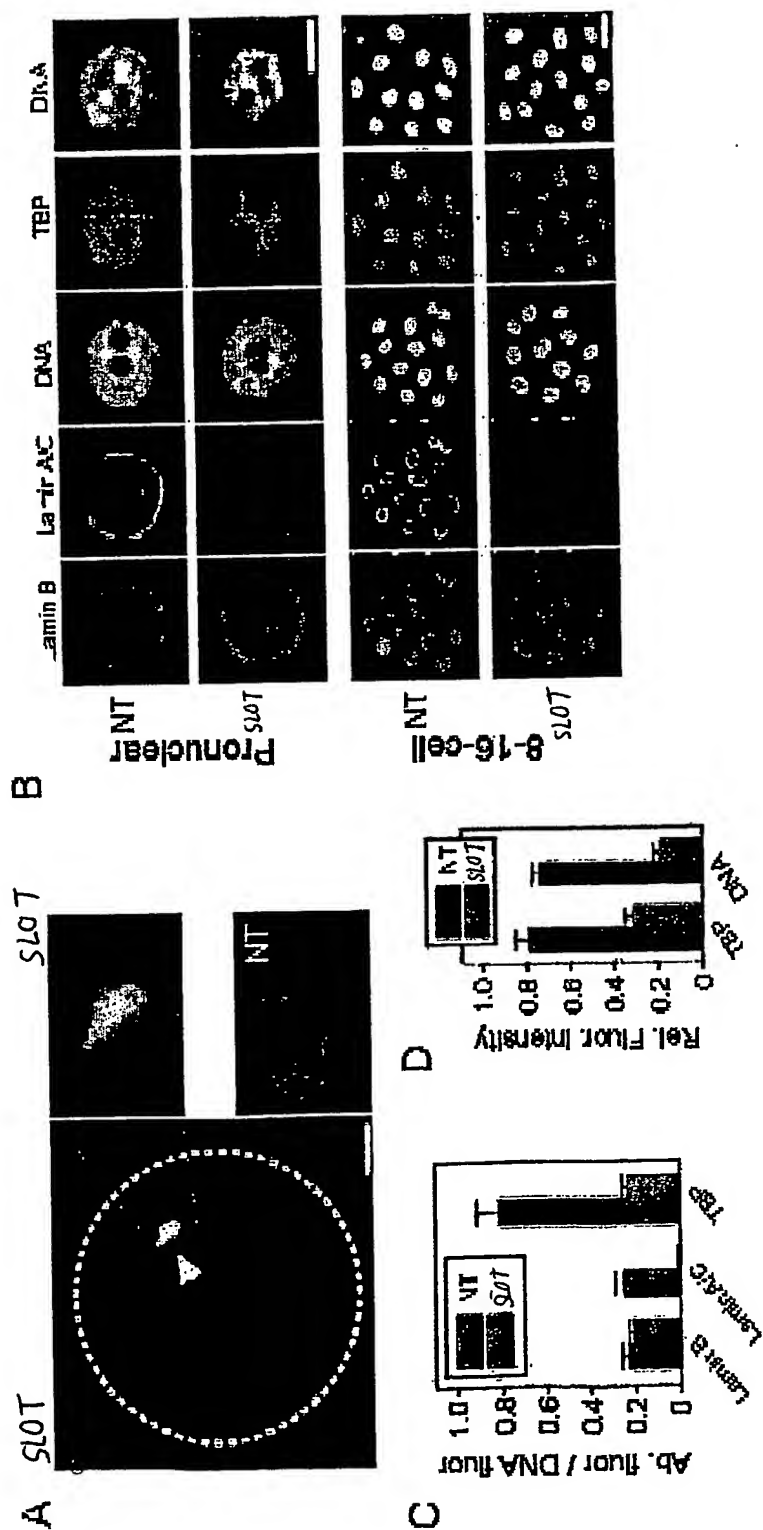 A
SLOT
SLOT
NT
B
amin B
DNA
TBP
DNA
NT
SLOT
Pronuclear
NT
SLOT
8-16-cell
C
Ab. fluor / DNA fluor
1.0
0.8
0.6
0.4
0.2
0
NT
SLOT
Lamin B
Lamin A/C
TBP
D
Rel. Fluor. Intensity
1.0
0.8
0.6
0.4
0.2
0
NT
SLOT
TBP
DNA